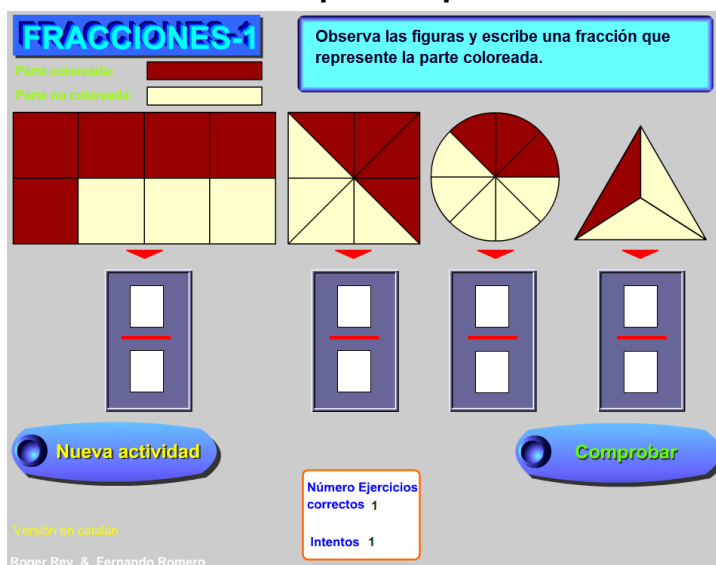 FRACCIONES-1
Observa las figuras y escribe una fracción que
represente la parte coloreada.
Parte coloreada:
Parte no coloreada:
Nueva actividad
Comprobar
Número Ejercicios
correctos 1
Intentos 1
Versión en catalán
Roger Rey & Fernando Romero